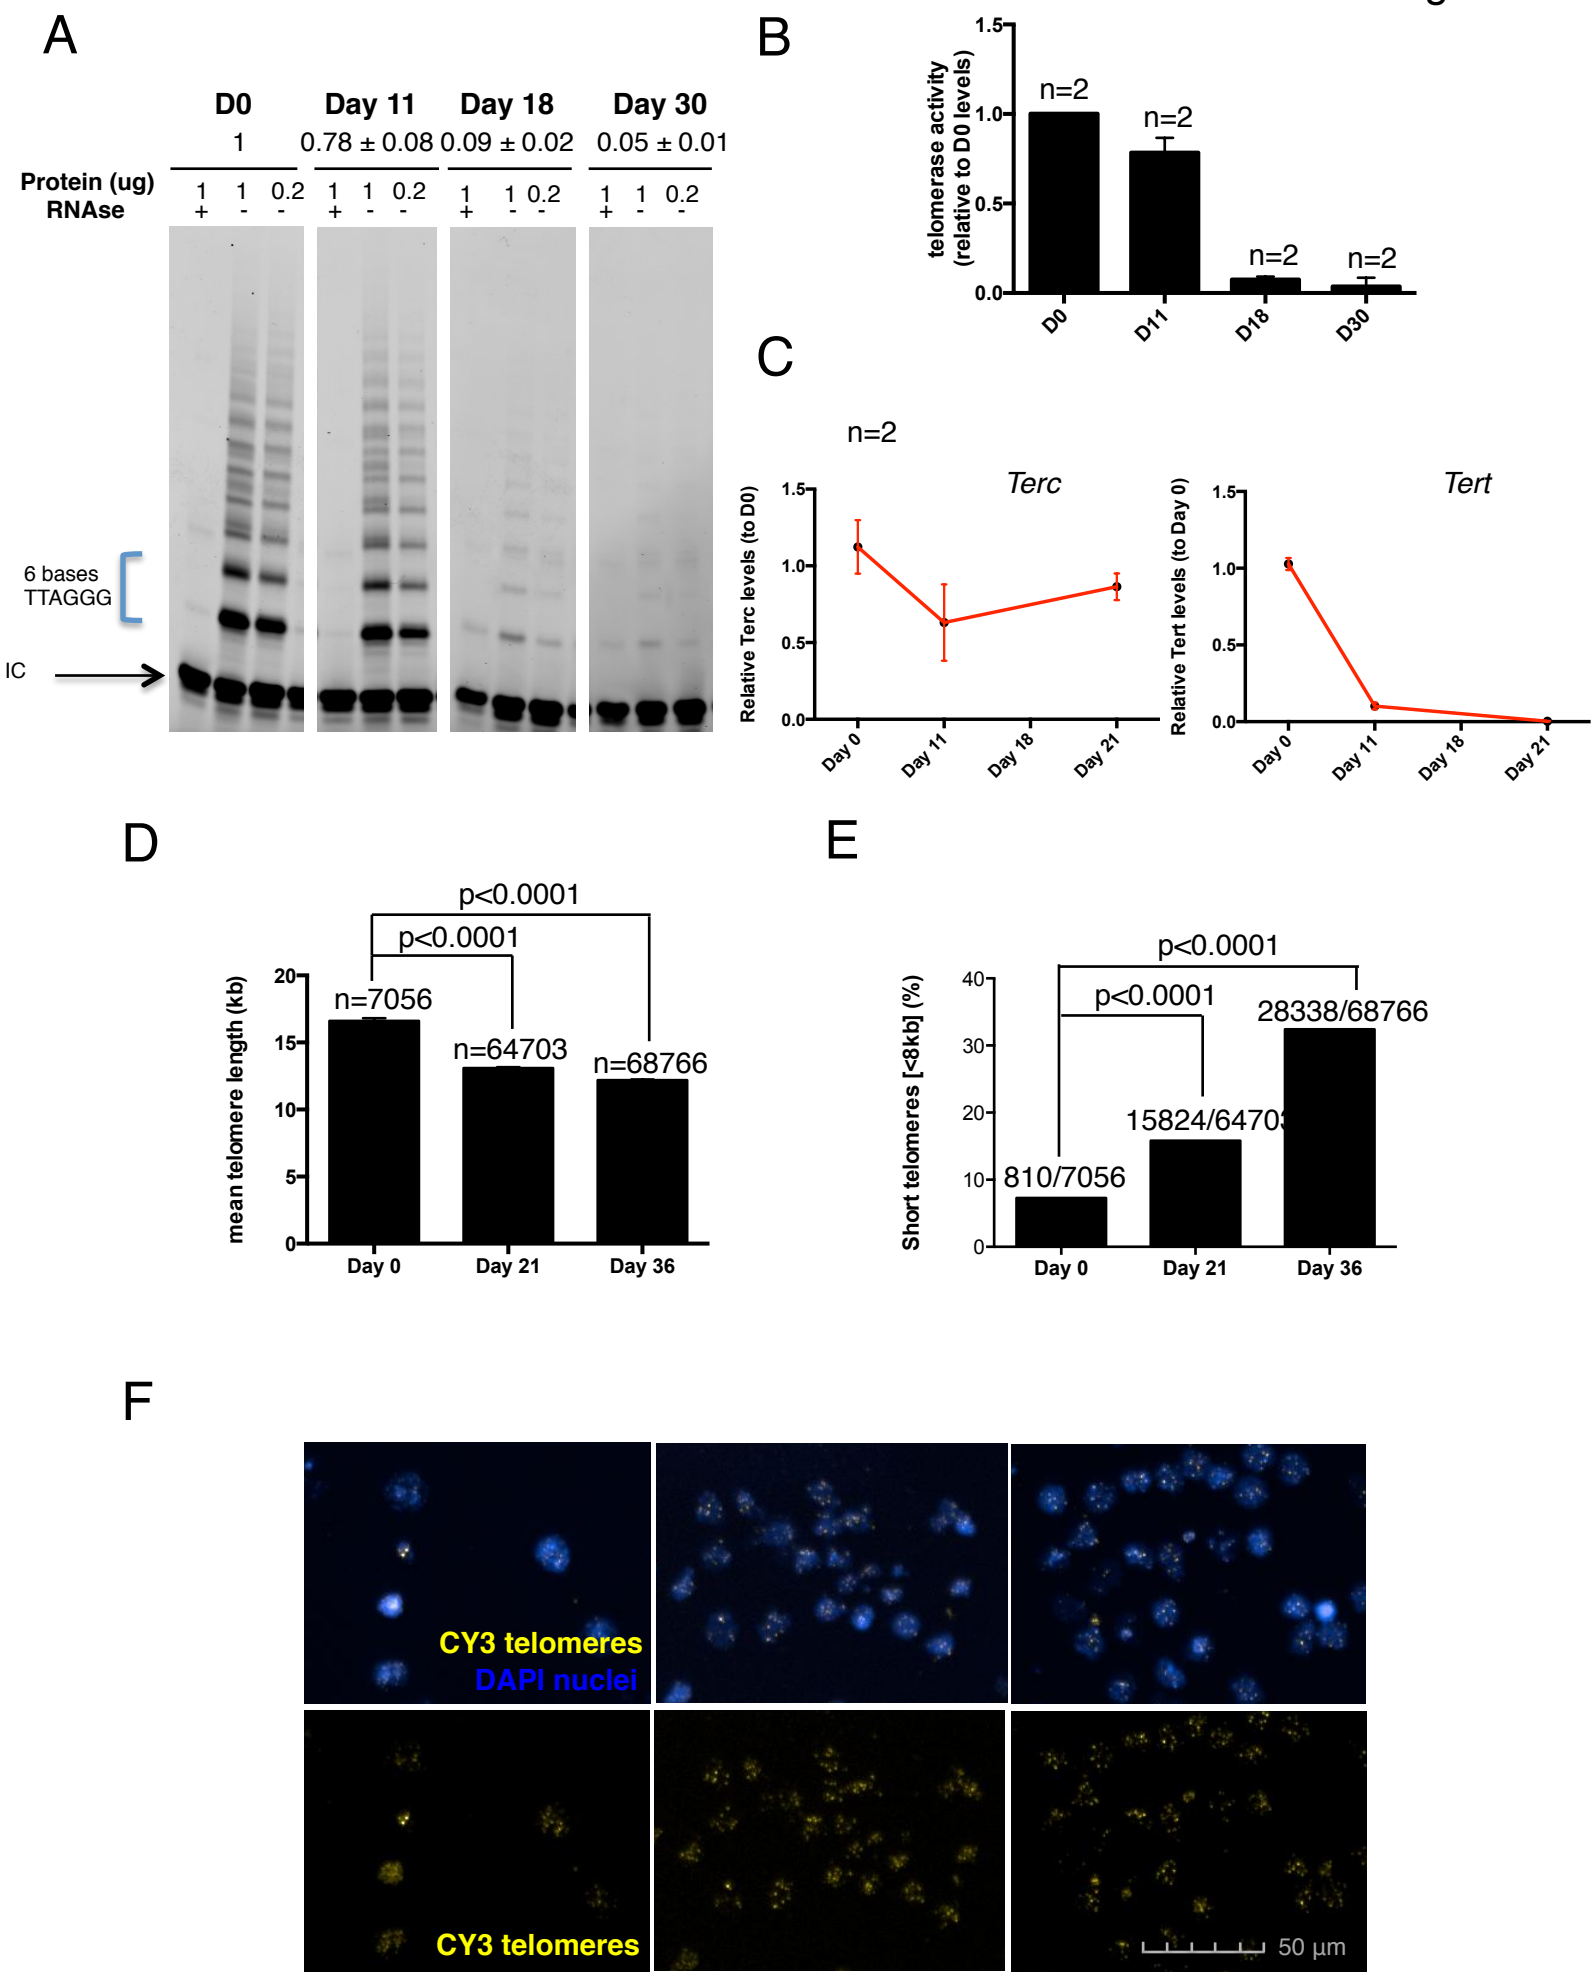 g
A
D0 Day 11 Day 18 Day 30
1 0.78 ± 0.08 0.09 ± 0.02 0.05 ± 0.01
Protein (ug) 1 1 0.2 1 1 0.2 1 1 0.2 1 1 0.2
RNAse + - - + - - + - - + - -
6 bases
TTAGGG
IC
B
telomerase activity
(relative to D0 levels)
1.5
1.0
0.5
0.0
n=2
n=2
n=2
n=2
D0 D11 D18 D30
C
n=2
Terc
Relative Terc levels (to D0)
1.5
1.0
0.5
0.0
Day 0 Day 11 Day 18 Day 21
Tert
Relative Tert levels (to Day 0)
1.5
1.0
0.5
0.0
Day 0 Day 11 Day 18 Day 21
D
p<0.0001
p<0.0001
mean telomere length (kb)
20
15
10
5
0
n=7056
n=64703
n=68766
Day 0 Day 21 Day 36
E
p<0.0001
p<0.0001
Short telomeres [<8kb] (%)
40
30
20
10
0
810/7056
15824/64703
28338/68766
Day 0 Day 21 Day 36
F
CY3 telomeres
DAPI nuclei
CY3 telomeres
50 µm